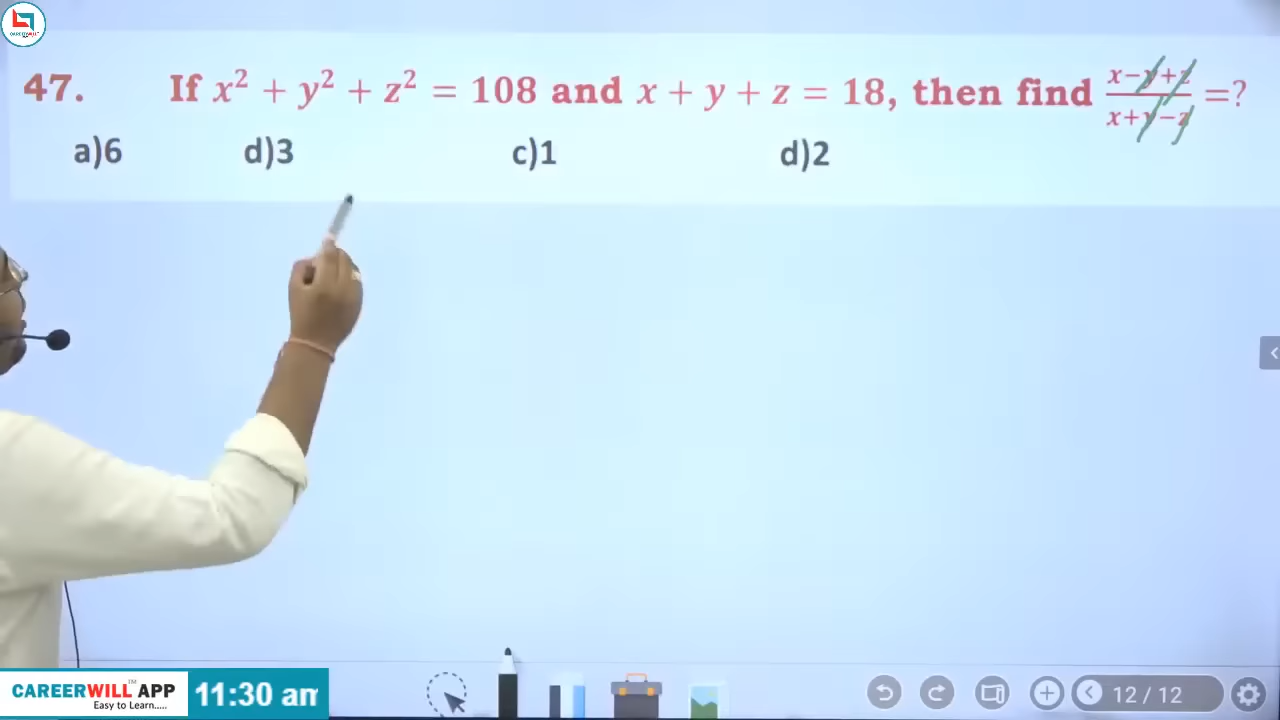 CAREERWILL
47. If x² + y² + z² = 108 and x + y + z = 18, then find (x−y+z)/(x+y−z) =?
a)6 d)3 c)1 d)2
CAREERWILL™ APP
Easy to Learn.....
11:30 am
12 / 12